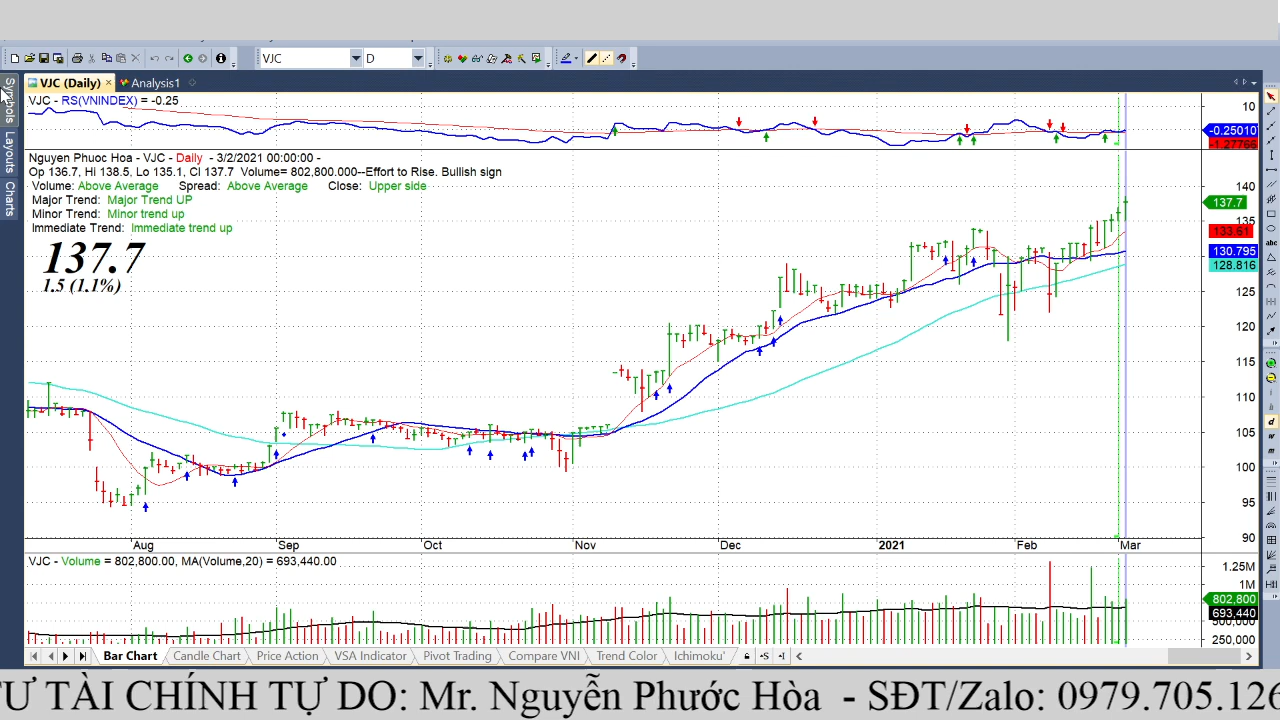 VJC
D
VJC (Daily)
Analysis1
Symbols
Layouts
Charts
VJC - RS(VNINDEX) = -0.25
10
-0.25010
-1.27766
Nguyen Phuoc Hoa - VJC - Daily - 3/2/2021 00:00:00 -
Op 136.7, Hi 138.5, Lo 135.1, Cl 137.7 Volume= 802,800.000--Effort to Rise. Bullish sign
Volume: Above Average Spread: Above Average Close: Upper side
Major Trend: Major Trend UP
Minor Trend: Minor trend up
Immediate Trend: Immediate trend up
137.7
1.5 (1.1%)
140
137.7
135
133.61
130.795
128.816
125
120
115
110
105
100
95
90
Aug Sep Oct Nov Dec 2021 Feb Mar
VJC - Volume = 802,800.00, MA(Volume,20) = 693,440.00
1.25M
1M
802,800
693,440
500,000
250,000
Bar Chart Candle Chart Price Action VSA Indicator Pivot Trading Compare VNI Trend Color Ichimoku'
TƯ TÀI CHÍNH TỰ DO: Mr. Nguyễn Phước Hòa - SĐT/Zalo: 0979.705.126